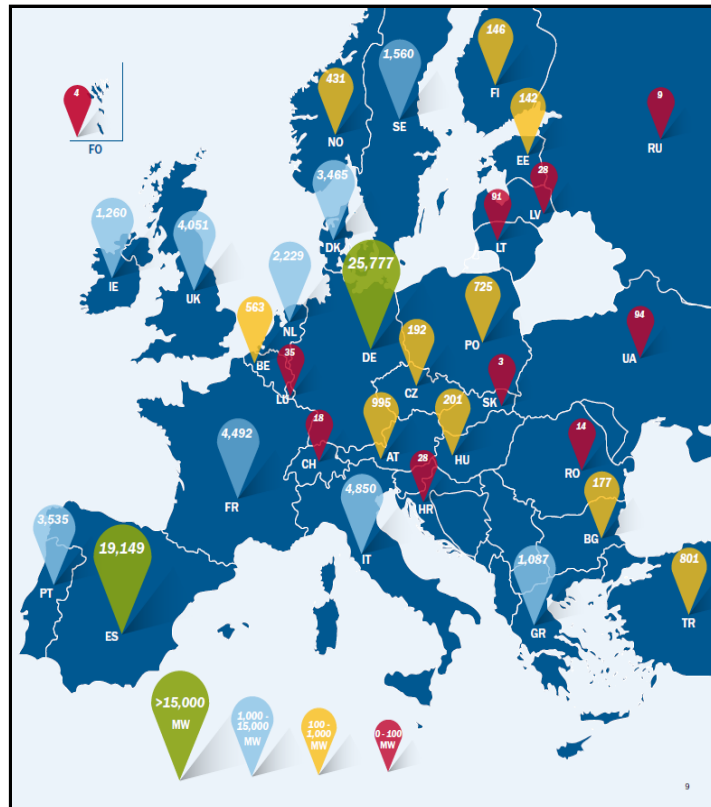 146
FI
1,560
SE
431
NO
4
FO
142
EE
9
RU
28
LV
91
LT
3,465
DK
1,260
IE
4,051
UK
2,229
NL
25,777
DE
725
PO
563
BE
192
CZ
94
UA
35
LU
3
SK
995
AT
201
HU
18
CH
4,492
FR
28
HR
14
RO
4,850
IT
177
BG
3,535
PT
19,149
ES
1,087
GR
801
TR
>15,000
MW
1,000 -
15,000
MW
100 -
1,000
MW
0 - 100
MW
9